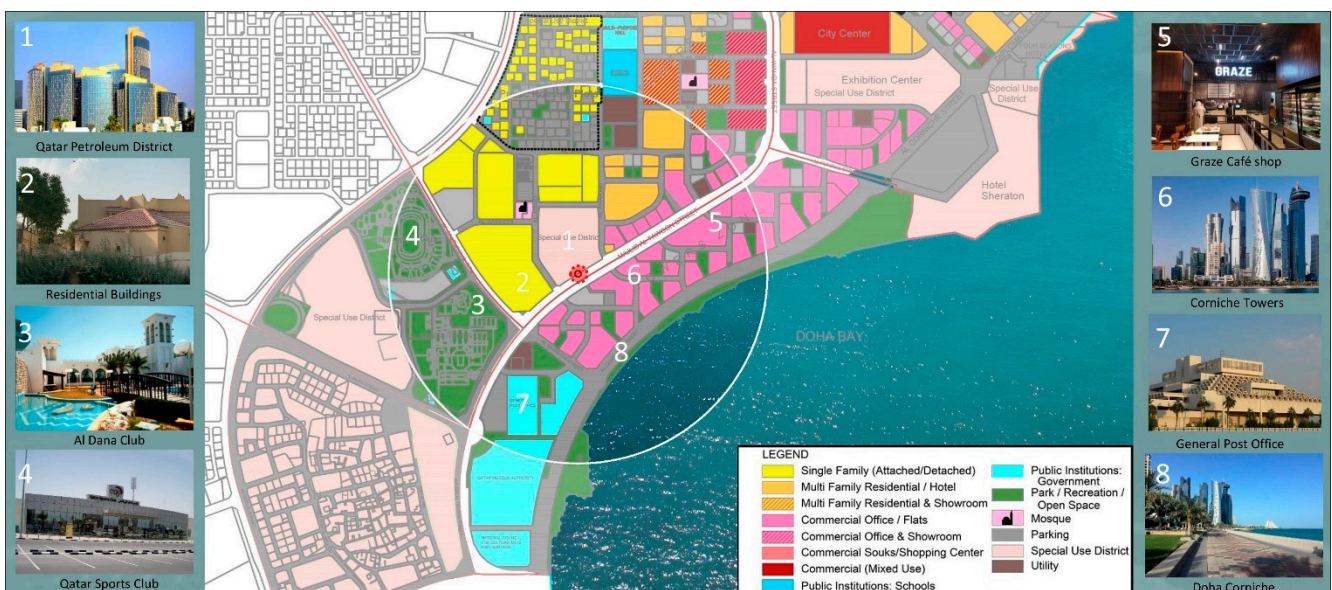 1
Qatar Petroleum District
2
Residential Buildings
3
Al Dana Club
4
Qatar Sports Club
City Center
Exhibition Center
Special Use District
Special Use
District
Hotel
Sheraton
MAJLIS AL TAAWON STREET
Special Use District
1
2
3
4
5
6
7
8
Special Use District
DOHA BAY
LEGEND
Single Family (Attached/Detached)
Multi Family Residential / Hotel
Multi Family Residential & Showroom
Commercial Office / Flats
Commercial Office & Showroom
Commercial Souks/Shopping Center
Commercial (Mixed Use)
Public Institutions: Schools
Public Institutions:
Government
Park / Recreation /
Open Space
Mosque
Parking
Special Use District
Utility
5
GRAZE
Graze Café shop
6
Corniche Towers
7
General Post Office
8
Doha Corniche